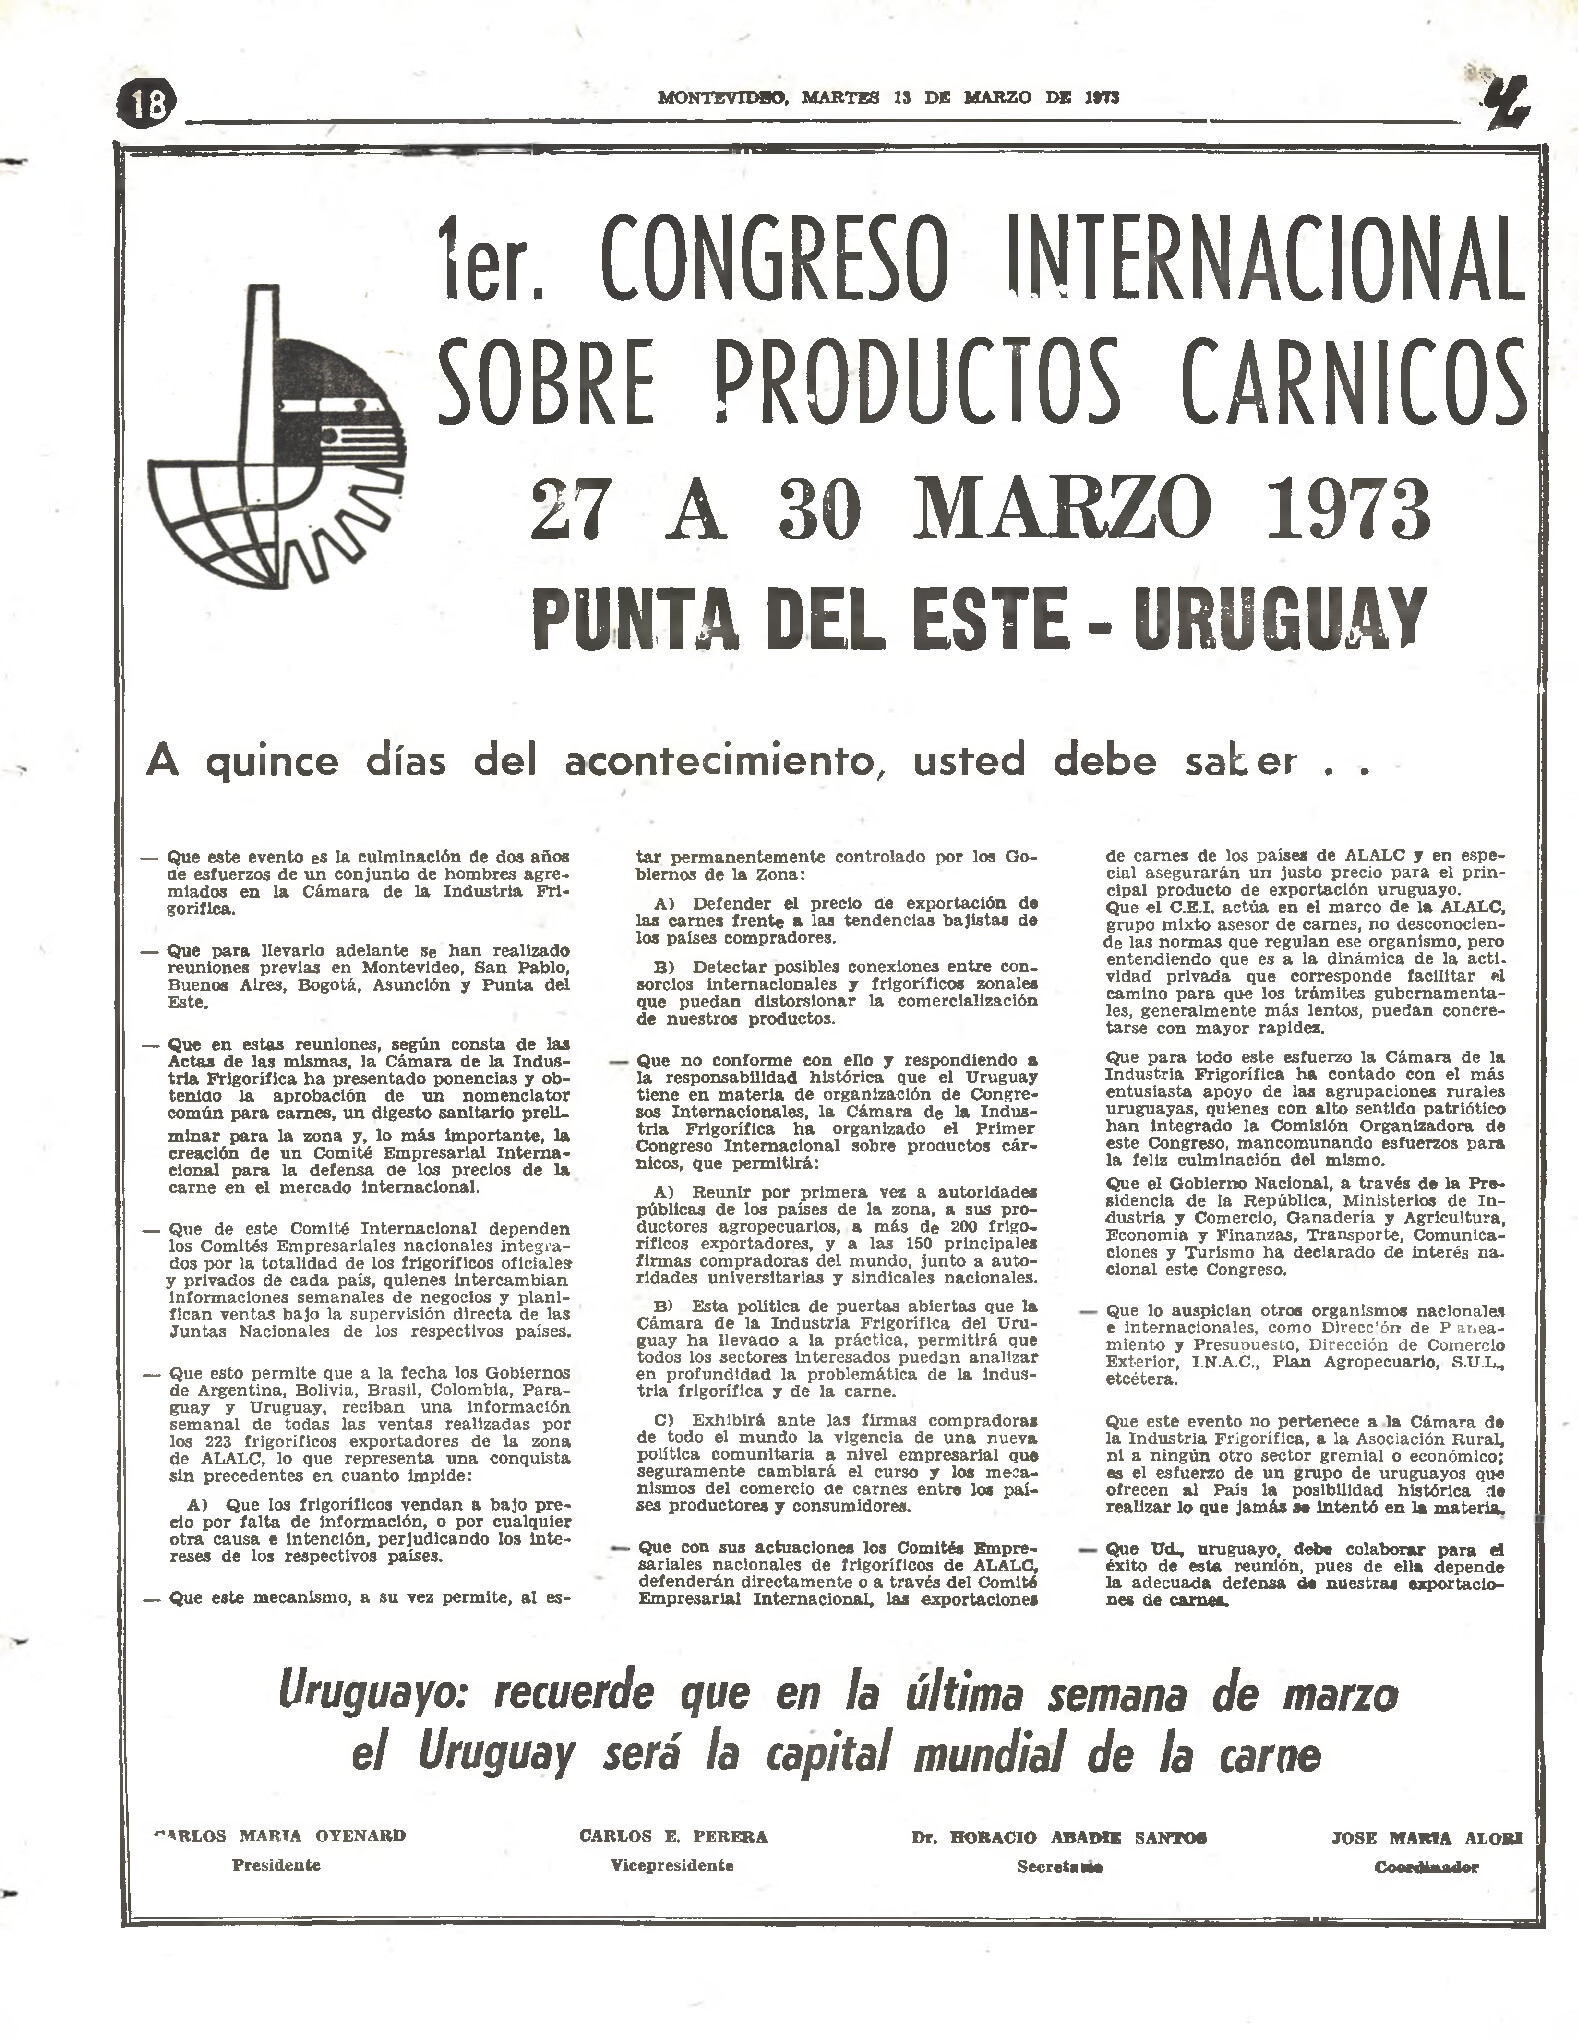 18
MONTEVIDEO, MARTES 13 DE MARZO DE 1973
1er. CONGRESO INTERNACIONAL
SOBRE PRODUCTOS CARNICOS
27 A 30 MARZO 1973
PUNTA DEL ESTE - URUGUAY
A quince días del acontecimiento, usted debe saber . .
— Que este evento es la culminación de dos años
de esfuerzos de un conjunto de hombres agre-
miados en la Cámara de la Industria Fri-
gorífica.
— Que para llevarlo adelante se han realizado
reuniones previas en Montevideo, San Pablo,
Buenos Aires, Bogotá, Asunción y Punta del
Este.
— Que en estas reuniones, según consta de las
Actas de las mismas, la Cámara de la Indus-
tria Frigorífica ha presentado ponencias y ob-
tenido la aprobación de un nomenclator
común para carnes, un digesto sanitario preli-
minar para la zona y, lo más importante, la
creación de un Comité Empresarial Interna-
cional para la defensa de los precios de la
carne en el mercado internacional.
— Que de este Comité Internacional dependen
los Comités Empresariales nacionales integra-
dos por la totalidad de los frigoríficos oficiales
y privados de cada país, quienes intercambian
informaciones semanales de negocios y plani-
fican ventas bajo la supervisión directa de las
Juntas Nacionales de los respectivos países.
— Que esto permite que a la fecha los Gobiernos
de Argentina, Bolivia, Brasil, Colombia, Para-
guay y Uruguay, reciban una información
semanal de todas las ventas realizadas por
los 223 frigoríficos exportadores de la zona
de ALALC, lo que representa una conquista
sin precedentes en cuanto impide:
A) Que los frigoríficos vendan a bajo pre-
cio por falta de información, o por cualquier
otra causa e intención, perjudicando los inte-
reses de los respectivos países.
— Que este mecanismo, a su vez permite, al es-
tar permanentemente controlado por los Go-
biernos de la Zona:
A) Defender el precio de exportación de
las carnes frente a las tendencias bajistas de
los países compradores.
B) Detectar posibles conexiones entre con-
sorcios internacionales y frigoríficos zonales
que puedan distorsionar la comercialización
de nuestros productos.
— Que no conforme con ello y respondiendo a
la responsabilidad histórica que el Uruguay
tiene en materia de organización de Congre-
sos Internacionales, la Cámara de la Indus-
tria Frigorífica ha organizado el Primer
Congreso Internacional sobre productos cár-
nicos, que permitirá:
A) Reunir por primera vez a autoridades
públicas de los países de la zona, a sus pro-
ductores agropecuarios, a más de 200 frigo-
ríficos exportadores, y a las 150 principales
firmas compradoras del mundo, junto a auto-
ridades universitarias y sindicales nacionales.
B) Esta política de puertas abiertas que la
Cámara de la Industria Frigorífica del Uru-
guay ha llevado a la práctica, permitirá que
todos los sectores interesados puedan analizar
en profundidad la problemática de la indus-
tria frigorífica y de la carne.
C) Exhibirá ante las firmas compradoras
de todo el mundo la vigencia de una nueva
política comunitaria a nivel empresarial que
seguramente cambiará el curso y los meca-
nismos del comercio de carnes entre los paí-
ses productores y consumidores.
— Que con sus actuaciones los Comités Empre-
sariales nacionales de frigoríficos de ALALC,
defenderán directamente o a través del Comité
Empresarial Internacional, las exportaciones
de carnes de los países de ALALC y en espe-
cial asegurarán un justo precio para el prin-
cipal producto de exportación uruguayo.
Que el C.E.I. actúa en el marco de la ALALC,
grupo mixto asesor de carnes, no desconocien-
de las normas que regulan ese organismo, pero
entendiendo que es a la dinámica de la acti-
vidad privada que corresponde facilitar el
camino para que los trámites gubernamenta-
les, generalmente más lentos, puedan concre-
tarse con mayor rapidez.
Que para todo este esfuerzo la Cámara de la
Industria Frigorífica ha contado con el más
entusiasta apoyo de las agrupaciones rurales
uruguayas, quienes con alto sentido patriótico
han integrado la Comisión Organizadora de
este Congreso, mancomunando esfuerzos para
la feliz culminación del mismo.
Que el Gobierno Nacional, a través de la Pre-
sidencia de la República, Ministerios de In-
dustria y Comercio, Ganadería y Agricultura,
Economía y Finanzas, Transporte, Comunica-
ciones y Turismo ha declarado de interés na-
cional este Congreso.
— Que lo auspician otros organismos nacionales
e internacionales, como Dirección de Planea-
miento y Presupuesto, Dirección de Comercio
Exterior, I.N.A.C., Plan Agropecuario, S.U.L.,
etcétera.
Que este evento no pertenece a la Cámara de
la Industria Frigorífica, a la Asociación Rural,
ni a ningún otro sector gremial o económico;
es el esfuerzo de un grupo de uruguayos que
ofrecen al País la posibilidad histórica de
realizar lo que jamás se intentó en la materia.
— Que Ud., uruguayo, debe colaborar para el
éxito de esta reunión, pues de ella depende
la adecuada defensa de nuestras exportacio-
nes de carnes.
Uruguayo: recuerde que en la última semana de marzo
el Uruguay será la capital mundial de la carne
CARLOS MARIA OYENARD CARLOS E. PERERA Dr. HORACIO ABADIE SANTOS JOSE MARIA ALORI
Presidente Vicepresidente Secretario Coordinador